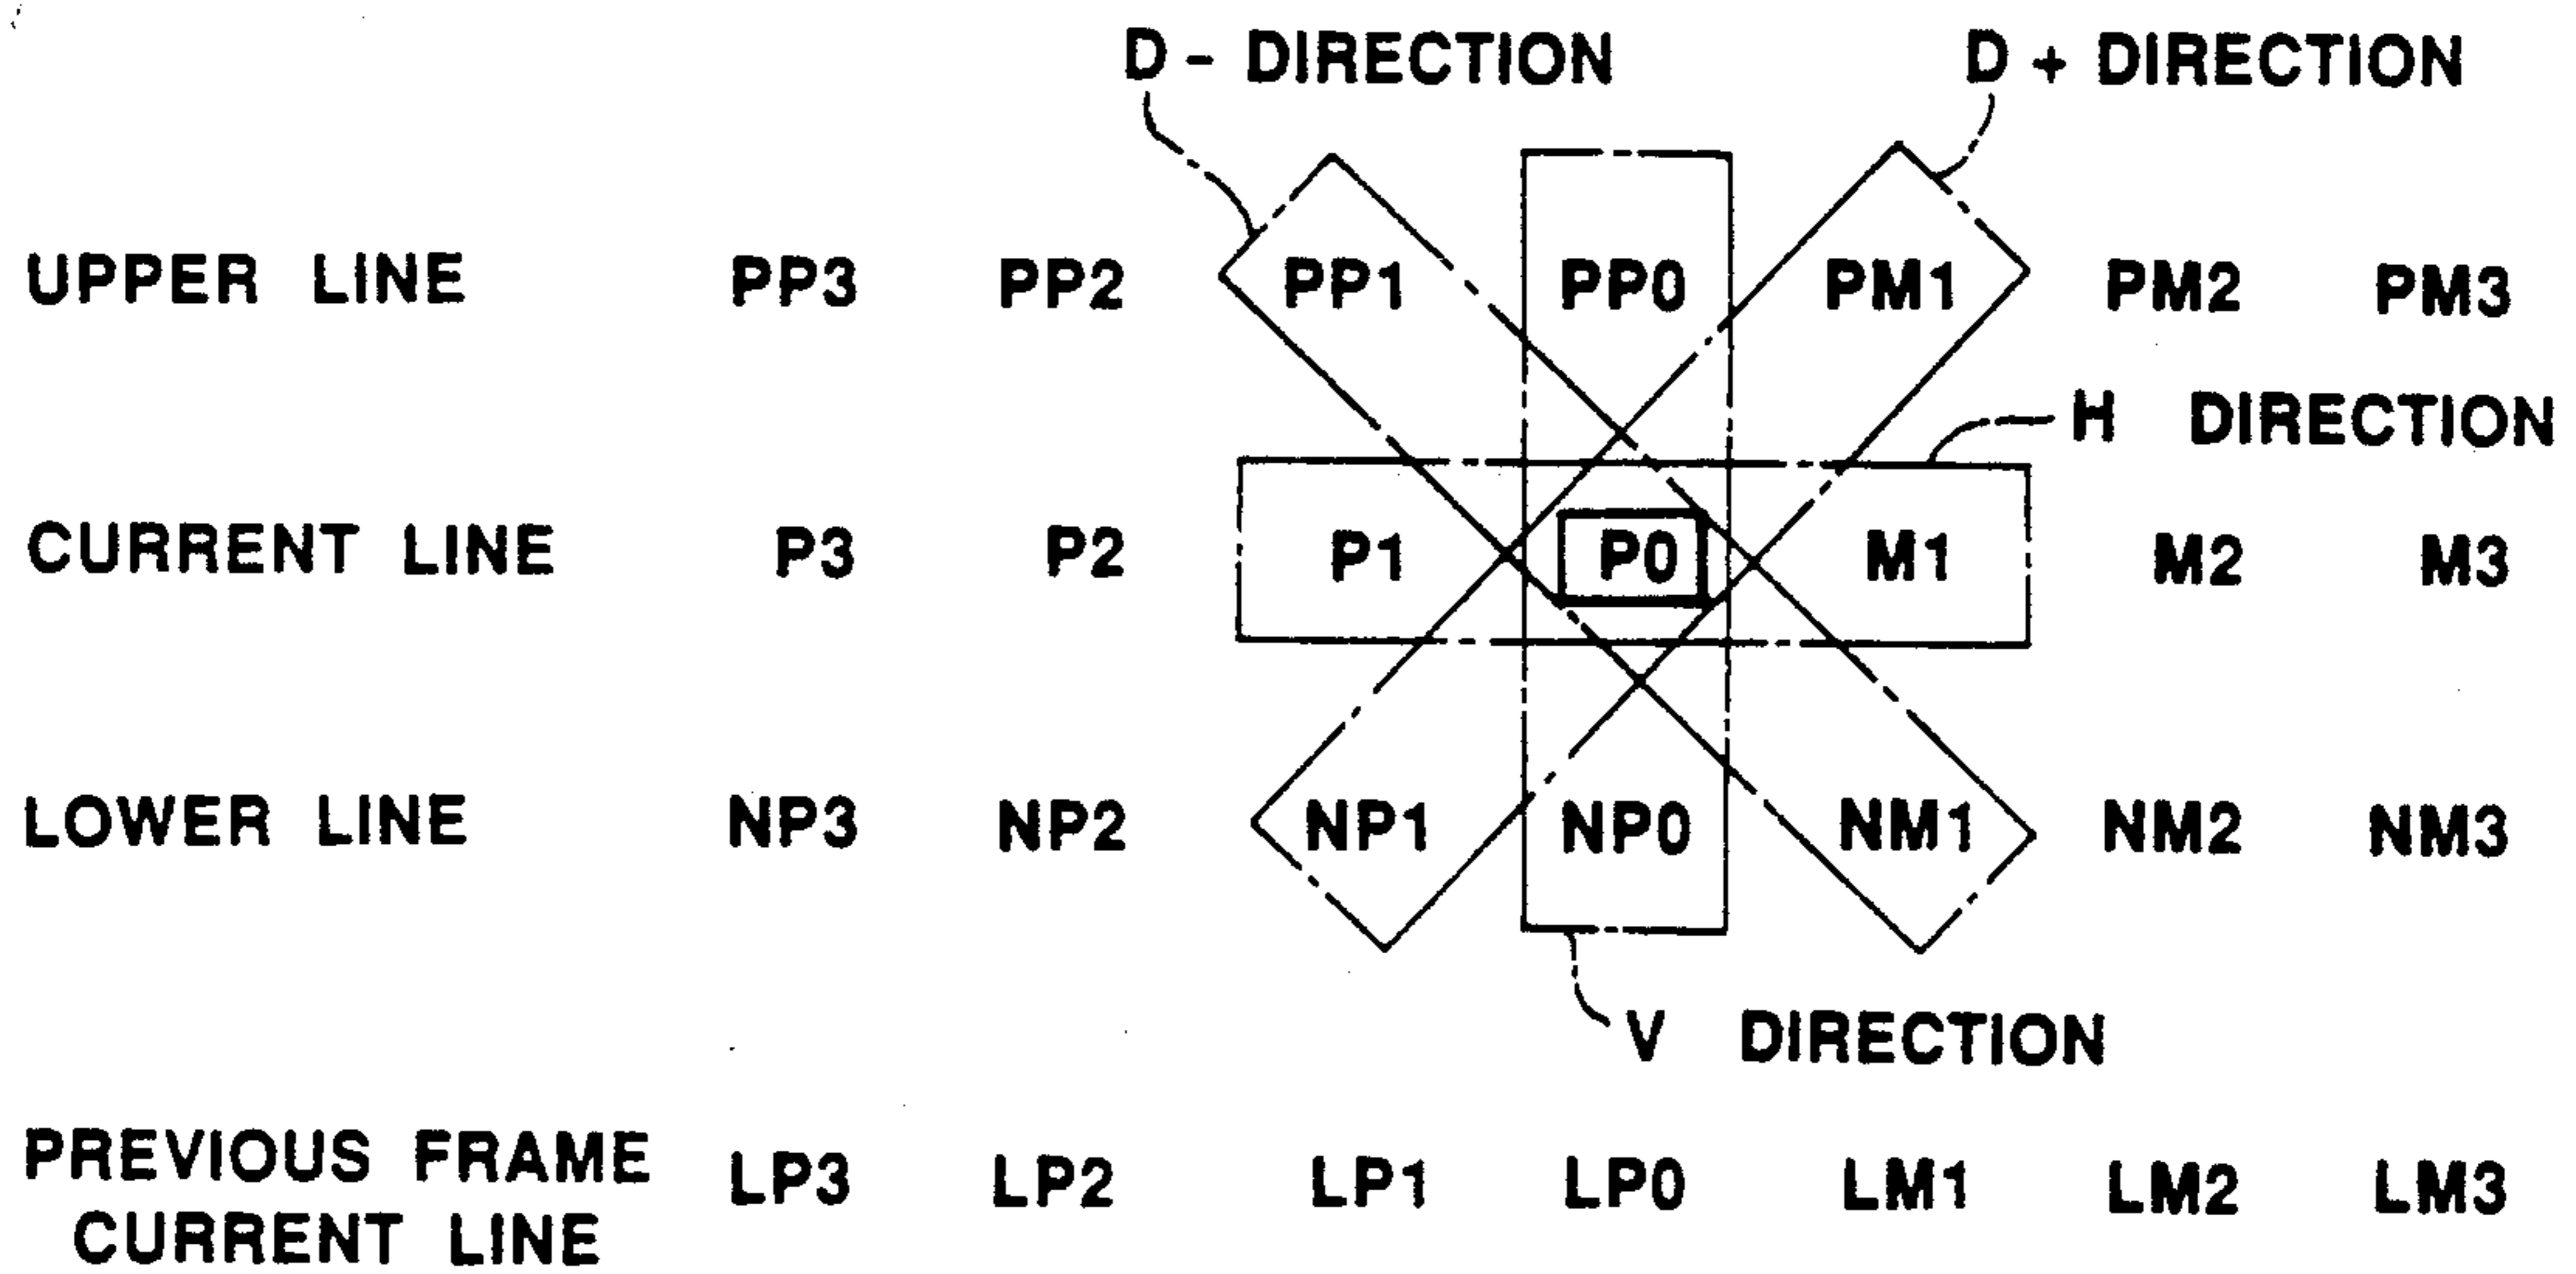 D - DIRECTION D + DIRECTION
UPPER LINE PP3 PP2 PP1 PP0 PM1 PM2 PM3
H DIRECTION
CURRENT LINE P3 P2 P1 P0 M1 M2 M3
LOWER LINE NP3 NP2 NP1 NP0 NM1 NM2 NM3
V DIRECTION
PREVIOUS FRAME
CURRENT LINE LP3 LP2 LP1 LP0 LM1 LM2 LM3